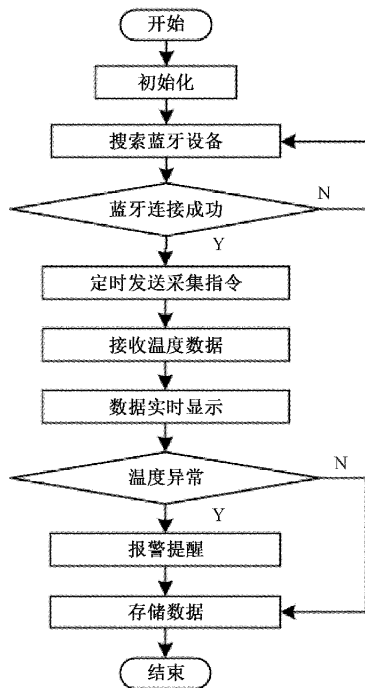 开始
初始化
搜索蓝牙设备
蓝牙连接成功
N
Y
定时发送采集指令
接收温度数据
数据实时显示
温度异常
N
Y
报警提醒
存储数据
结束